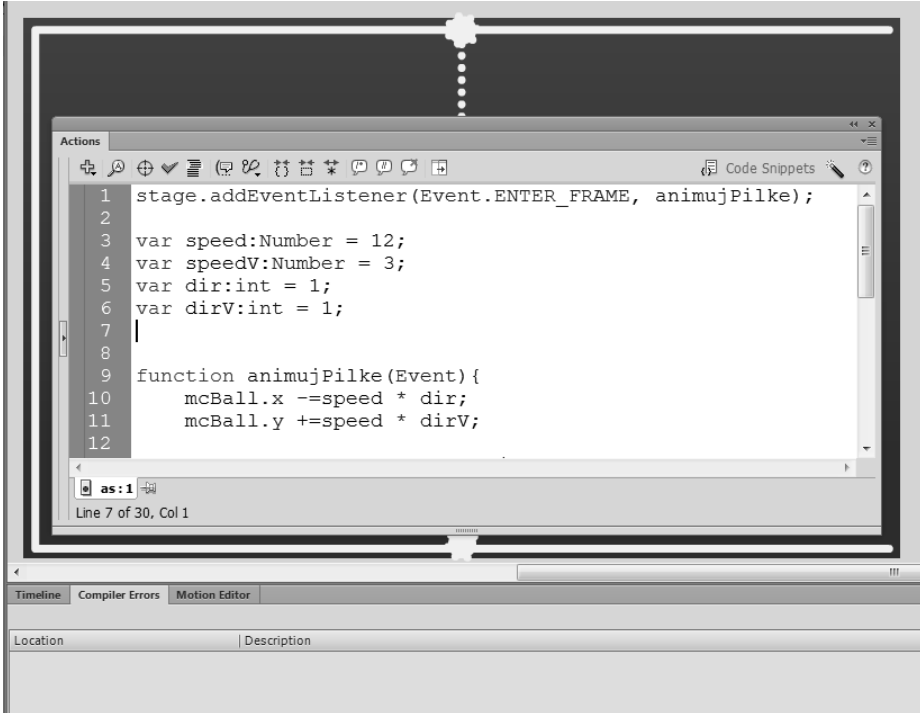 Actions
Code Snippets
1 stage.addEventListener(Event.ENTER_FRAME, animujPilke);
2
3 var speed:Number = 12;
4 var speedV:Number = 3;
5 var dir:int = 1;
6 var dirV:int = 1;
7
8
9 function animujPilke(Event){
10 mcBall.x -=speed * dir;
11 mcBall.y +=speed * dirV;
12
as:1
Line 7 of 30, Col 1
Timeline Compiler Errors Motion Editor
Location Description